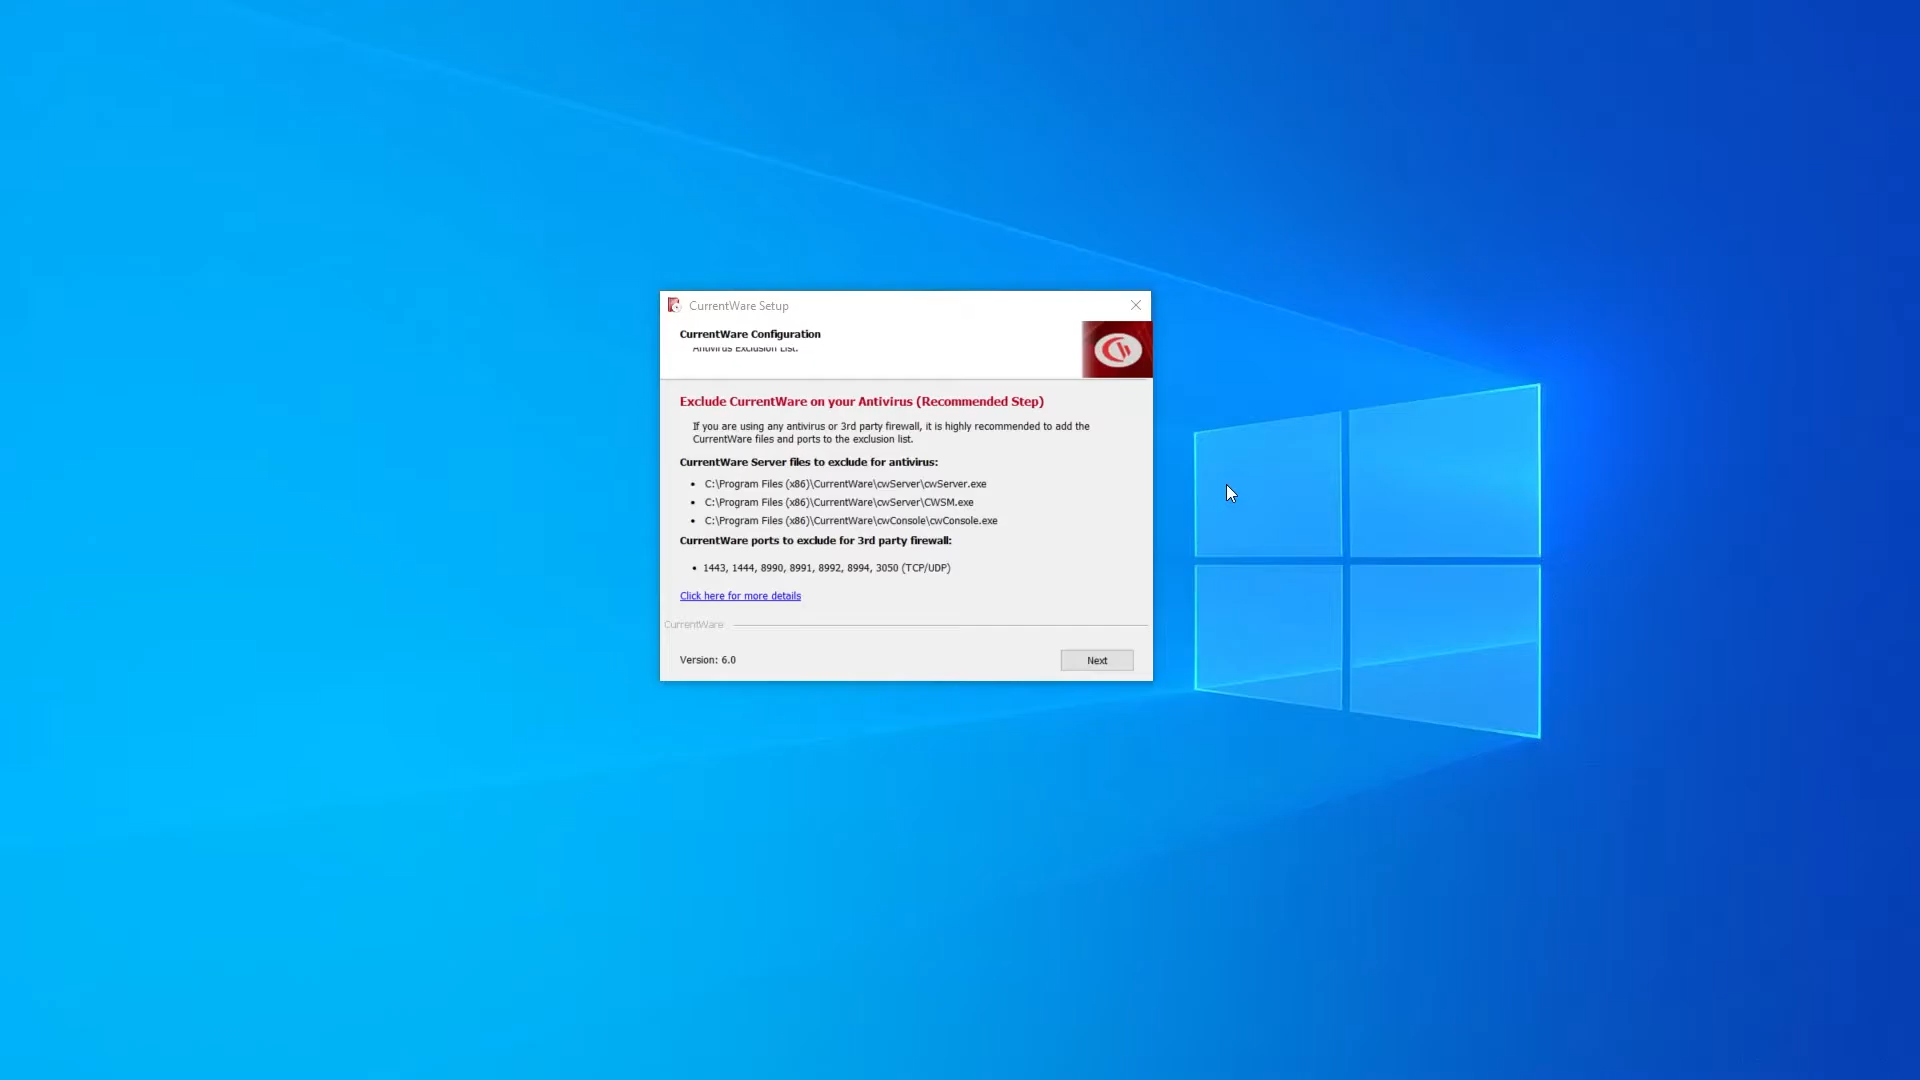 CurrentWare Setup
CurrentWare Configuration
Antivirus Exclusion List.
Exclude CurrentWare on your Antivirus (Recommended Step)
If you are using any antivirus or 3rd party firewall, it is highly recommended to add the
CurrentWare files and ports to the exclusion list.
CurrentWare Server files to exclude for antivirus:
• C:\Program Files (x86)\CurrentWare\cwServer\cwServer.exe
• C:\Program Files (x86)\CurrentWare\cwServer\CWSM.exe
• C:\Program Files (x86)\CurrentWare\cwConsole\cwConsole.exe
CurrentWare ports to exclude for 3rd party firewall:
• 1443, 1444, 8990, 8991, 8992, 8994, 3050 (TCP/UDP)
Click here for more details
CurrentWare
Version: 6.0
Next